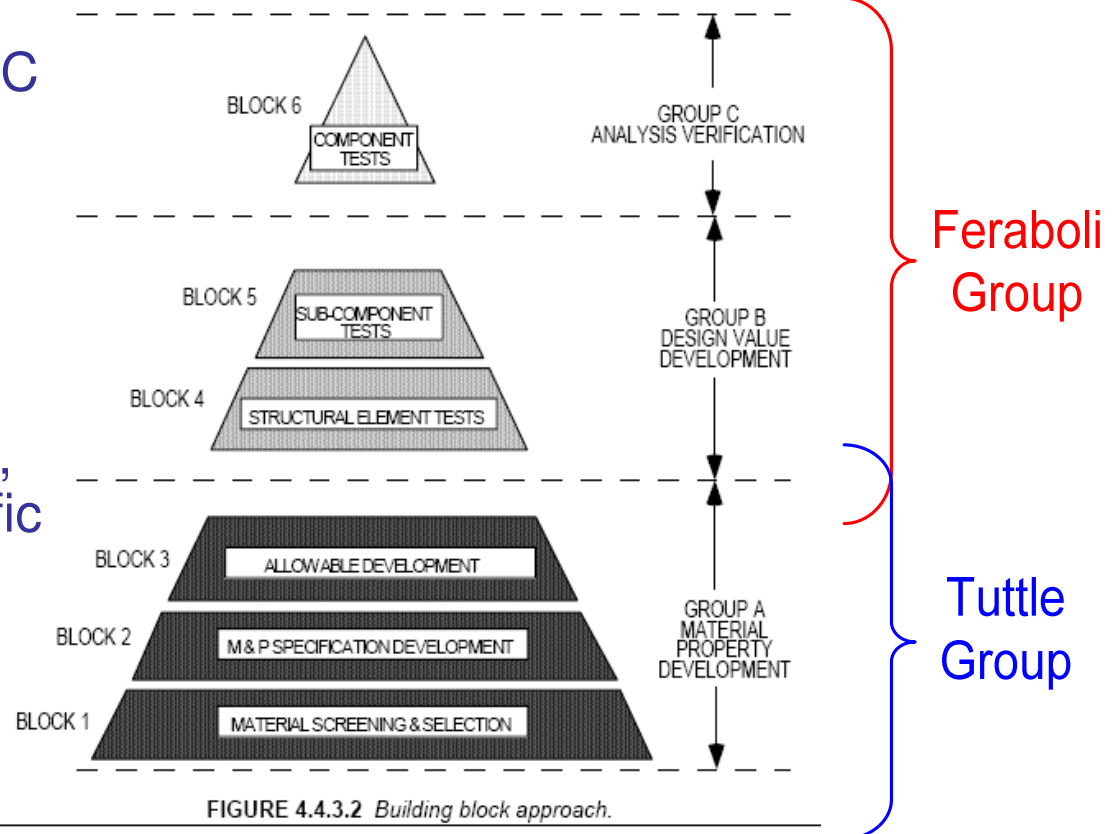 C
BLOCK 6
COMPONENT
TESTS
GROUP C
ANALYSIS VERIFICATION
Feraboli
Group
BLOCK 5
SUB-COMPONENT
TESTS
GROUP B
DESIGN VALUE
DEVELOPMENT
BLOCK 4
STRUCTURAL ELEMENT TESTS
,
fic
BLOCK 3
ALLOWABLE DEVELOPMENT
BLOCK 2
M & P SPECIFICATION DEVELOPMENT
GROUP A
MATERIAL
PROPERTY
DEVELOPMENT
Tuttle
Group
BLOCK 1
MATERIAL SCREENING & SELECTION
FIGURE 4.4.3.2 Building block approach.